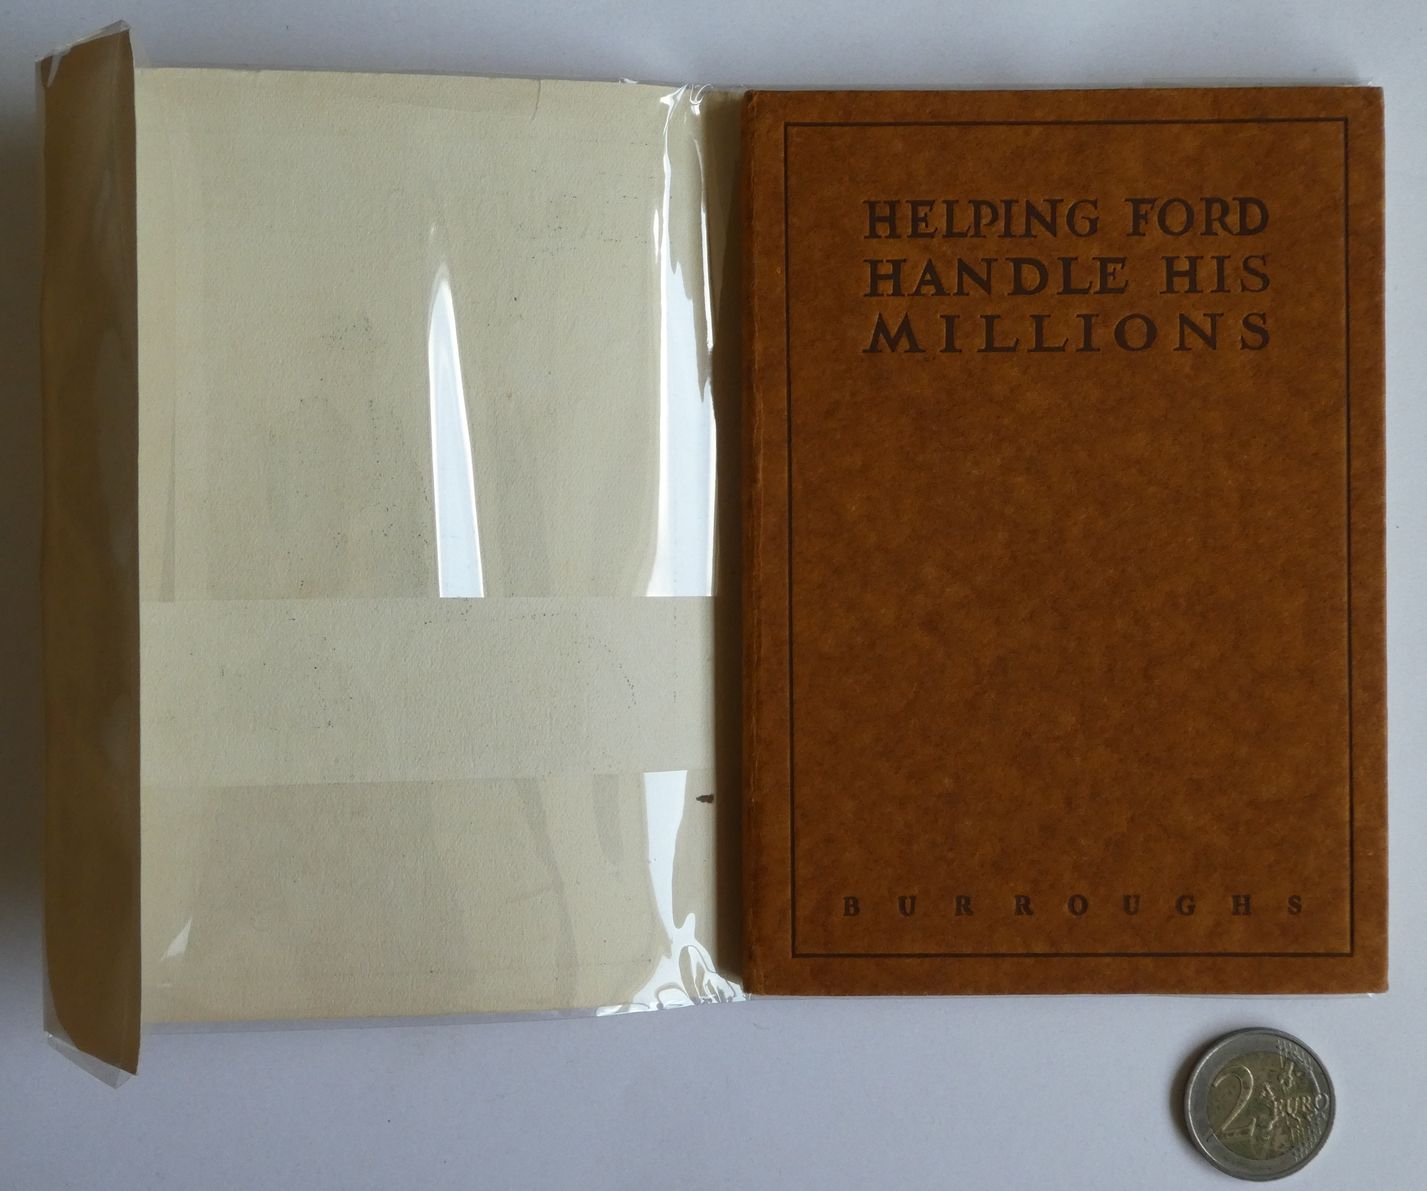 HELPING FORD
HANDLE HIS
MILLIONS
BURROUGHS
2 EURO